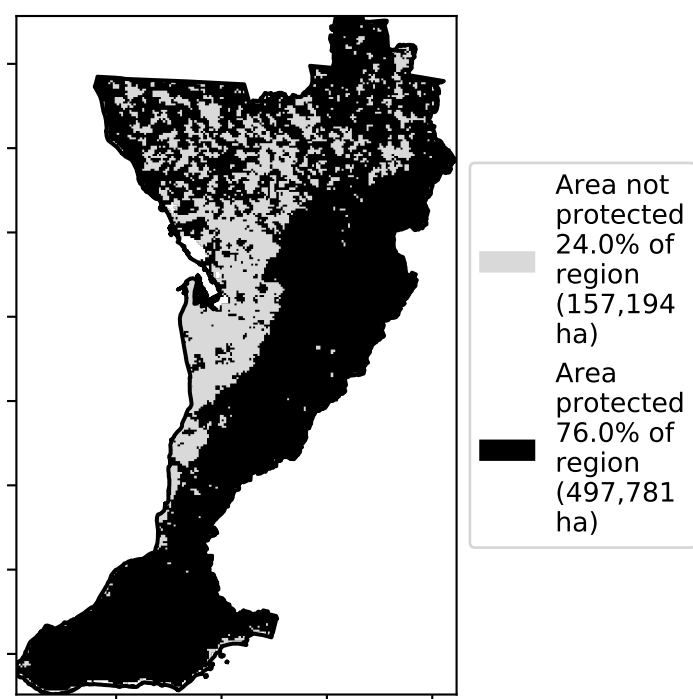 Area not
protected
24.0% of
region
(157,194
ha)
Area
protected
76.0% of
region
(497,781
ha)